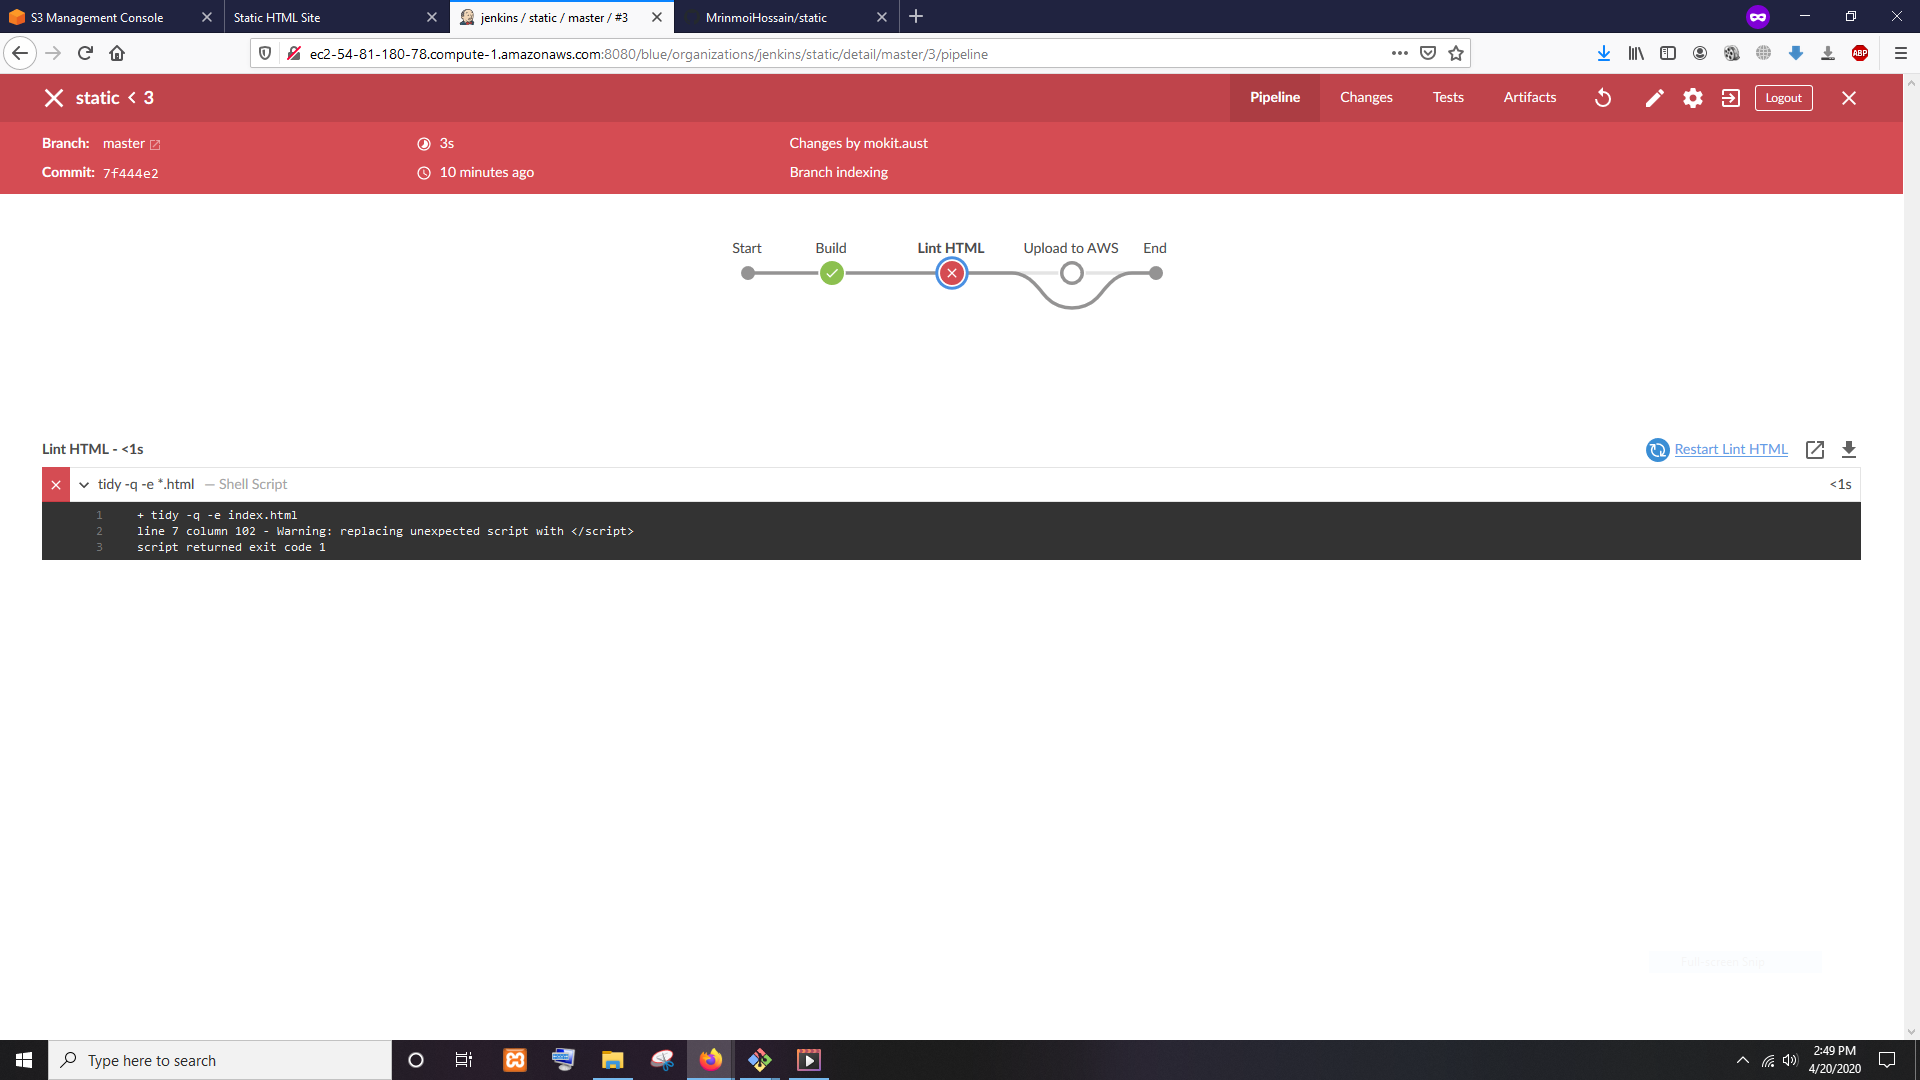 S3 Management Console
Static HTML Site
jenkins / static / master / #3
MrinmoiHossain/static
ec2-54-81-180-78.compute-1.amazonaws.com:8080/blue/organizations/jenkins/static/detail/master/3/pipeline
ABP
static < 3
Pipeline
Changes
Tests
Artifacts
Logout
Branch: master
3s
Changes by mokit.aust
Commit: 7f444e2
10 minutes ago
Branch indexing
Start
Build
Lint HTML
Upload to AWS
End
Lint HTML - <1s
Restart Lint HTML
tidy -q -e *.html — Shell Script
<1s
1 + tidy -q -e index.html
2 line 7 column 102 - Warning: replacing unexpected script with </script>
3 script returned exit code 1
Full-screen Snip
Type here to search
2:49 PM
4/20/2020